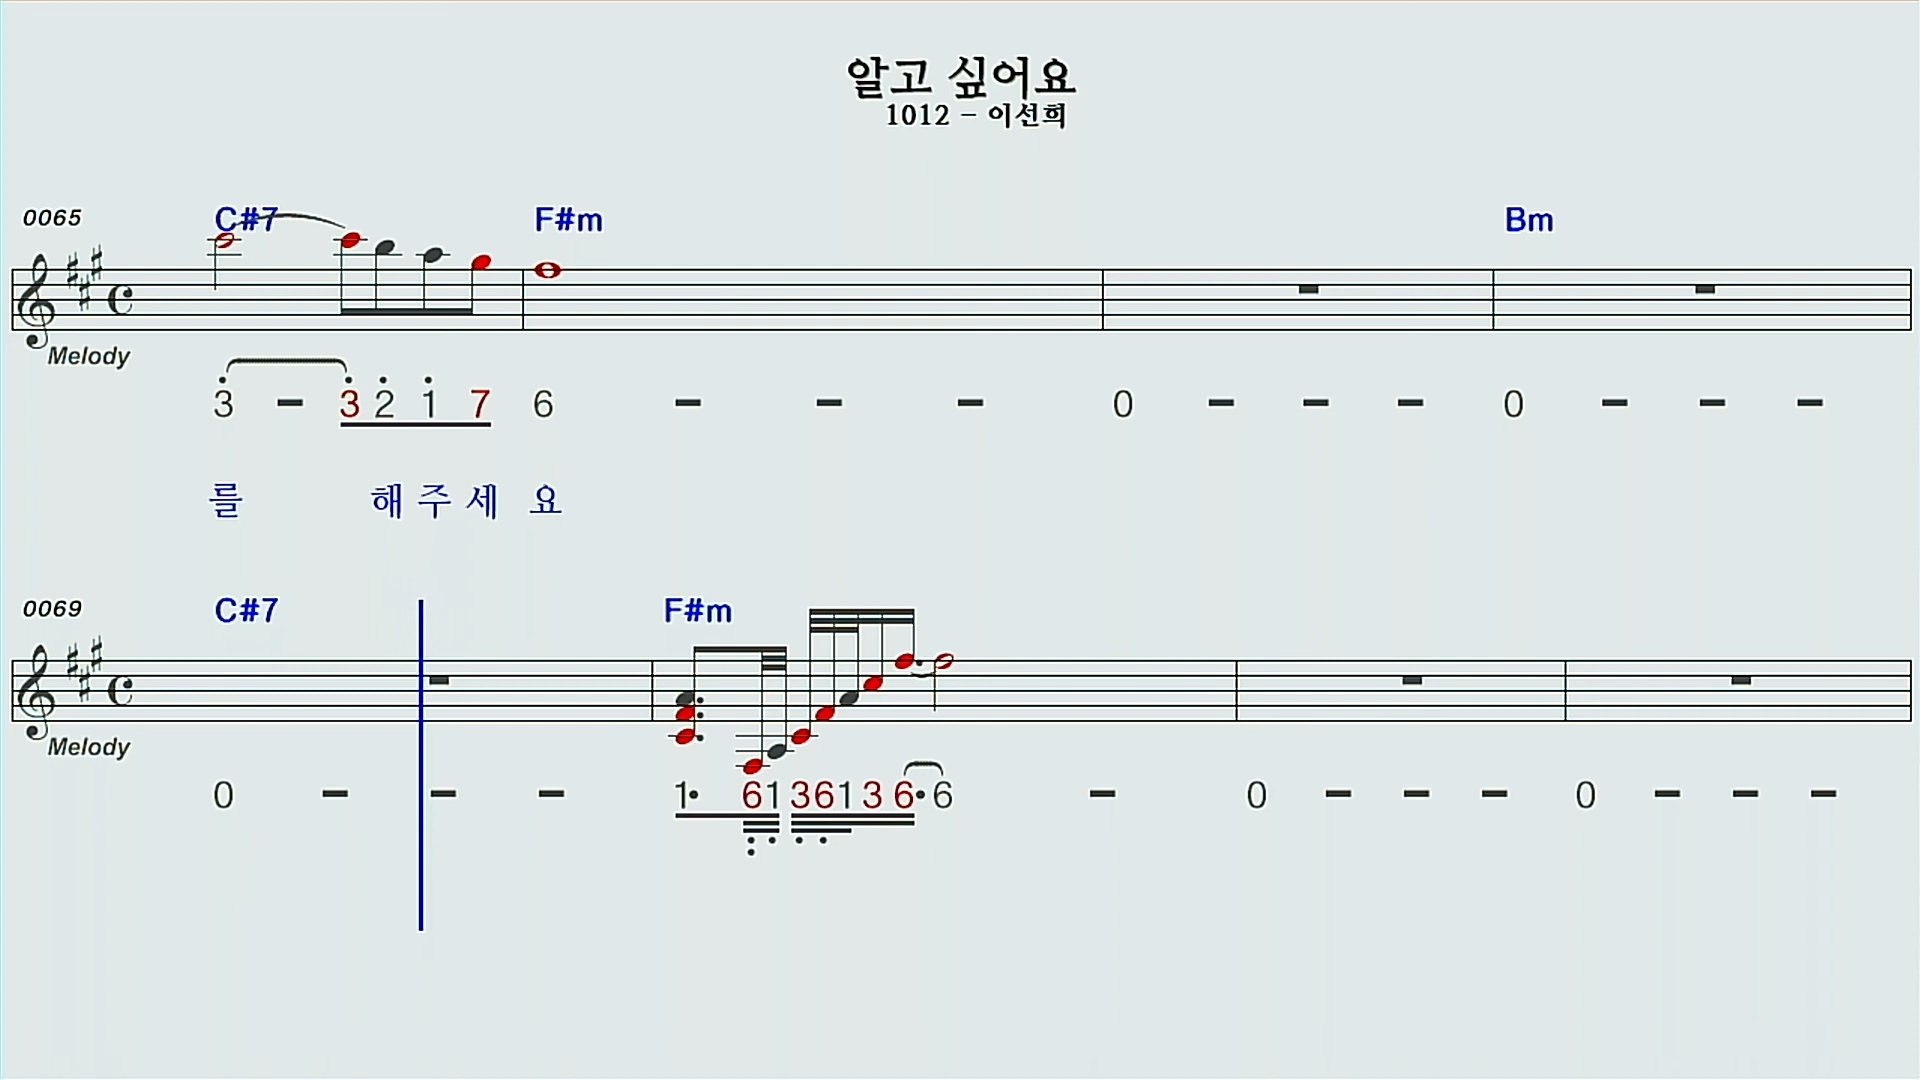 알고 싶어요
1012 - 이선희
0065 C#7 F#m Bm
Melody
3 - 3 2 1 7 6 - - - 0 - - - 0 - - -
를 해 주 세 요
0069 C#7 F#m
Melody
0 - - - 1· 6 1 3 6 1 3 6· 6 - 0 - - - 0 - - -